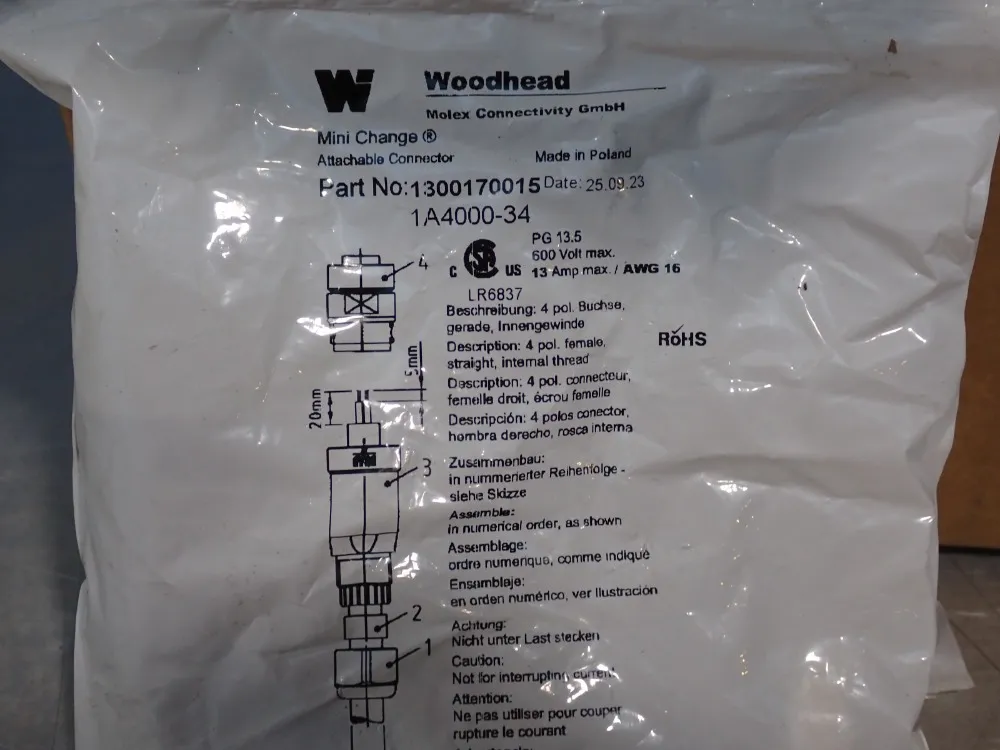 W Woodhead
Molex Connectivity GmbH
Mini Change ®
Attachable Connector Made in Poland
Part No: 1300170015 Date: 25.09.23
1A4000-34
PG 13.5
600 Volt max.
C US 13 Amp max. / AWG 16
LR6837
Beschreibung: 4 pol. Buchse,
gerade, Innengewinde
RoHS
Description: 4 pol. female,
straight, internal thread
Description: 4 pol. connecteur,
femelle droit, écrou femelle
Descripción: 4 polos conector,
hombra derecho, rosca interna
4
5mm
20mm
3
Zusammenbau:
in nummerierter Reihenfolge -
siehe Skizze
Assemble:
in numerical order, as shown
Assemblage:
ordre numerique, comme indiqué
Ensamblaje:
en orden numérico, ver Ilustración
2
1
Achtung:
Nicht unter Last stecken
Caution:
Not for interrupting current
Attention:
Ne pas utiliser pour couper
rupture le courant